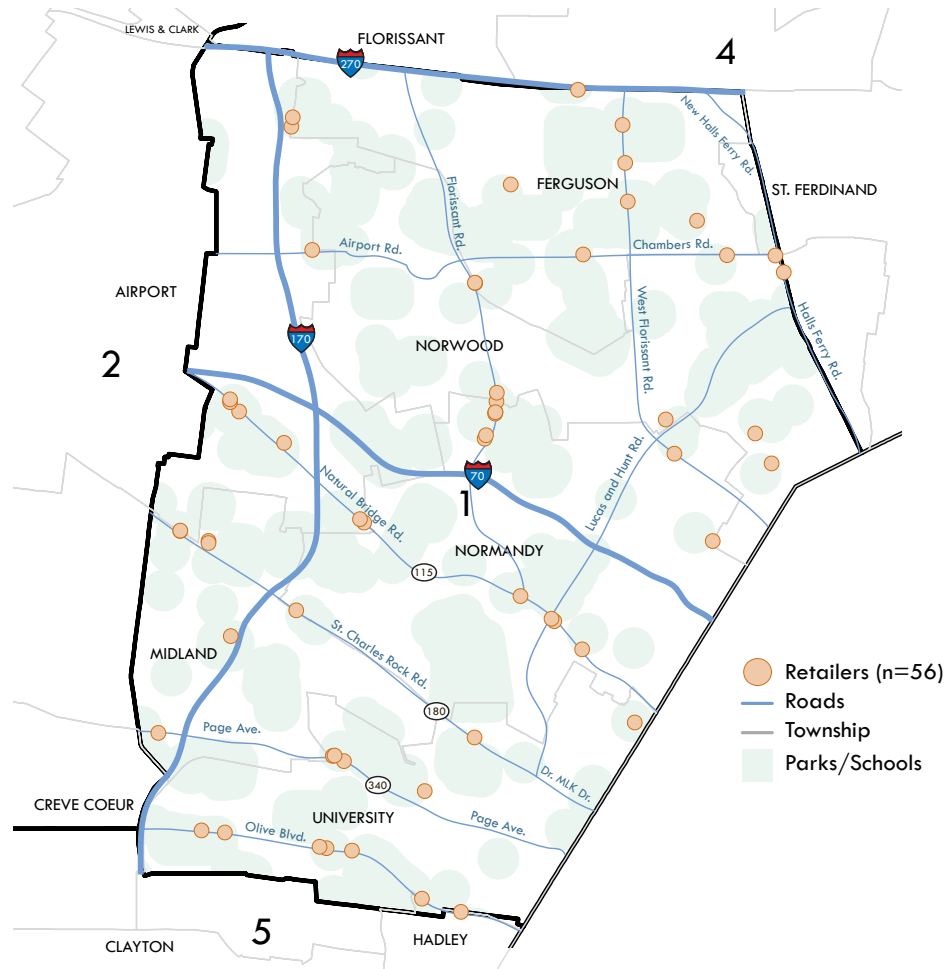 LEWIS & CLARK
FLORISSANT
4
270
New Halls Ferry Rd.
FERGUSON
ST. FERDINAND
Florissant Rd.
Airport Rd.
Chambers Rd.
AIRPORT
West Florissant Rd.
Halls Ferry Rd.
170
NORWOOD
2
Lucas and Hunt Rd.
70
Natural Bridge Rd.
1
NORMANDY
115
St. Charles Rock Rd.
MIDLAND
Retailers (n=56)
Roads
180
Page Ave.
Township
Parks/Schools
Dr. MLK Dr.
340
CREVE COEUR
UNIVERSITY
Page Ave.
Olive Blvd.
5
HADLEY
CLAYTON